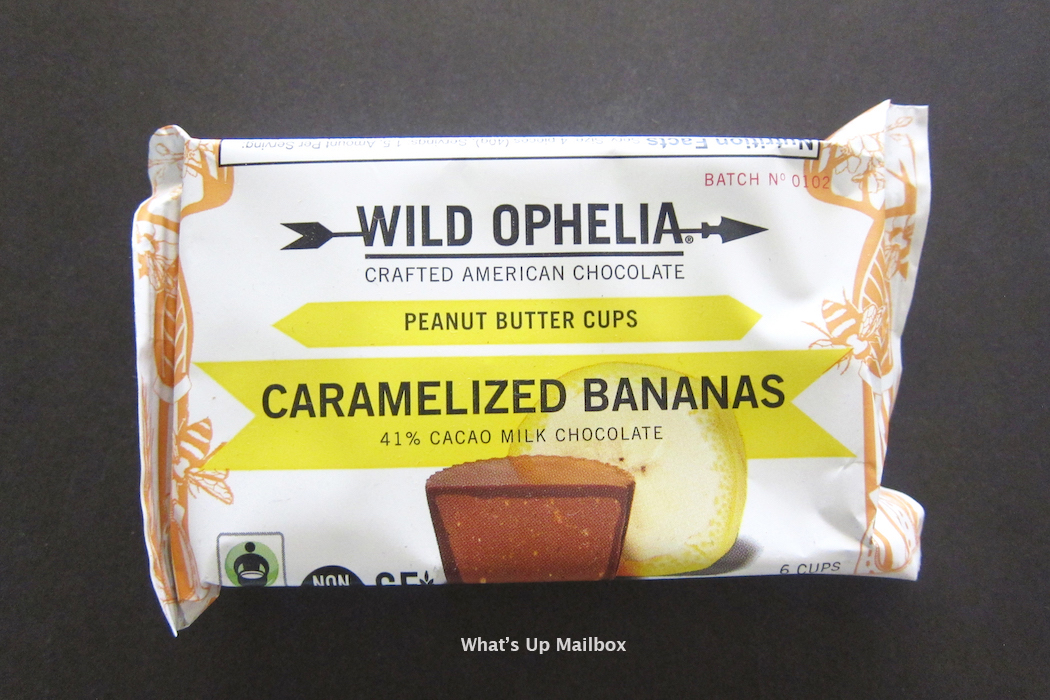 Nutrition Facts
BATCH Nº 0102
WILD OPHELIA®
CRAFTED AMERICAN CHOCOLATE
PEANUT BUTTER CUPS
CARAMELIZED BANANAS
41% CACAO MILK CHOCOLATE
NON
GF
6 CUPS
What's Up Mailbox